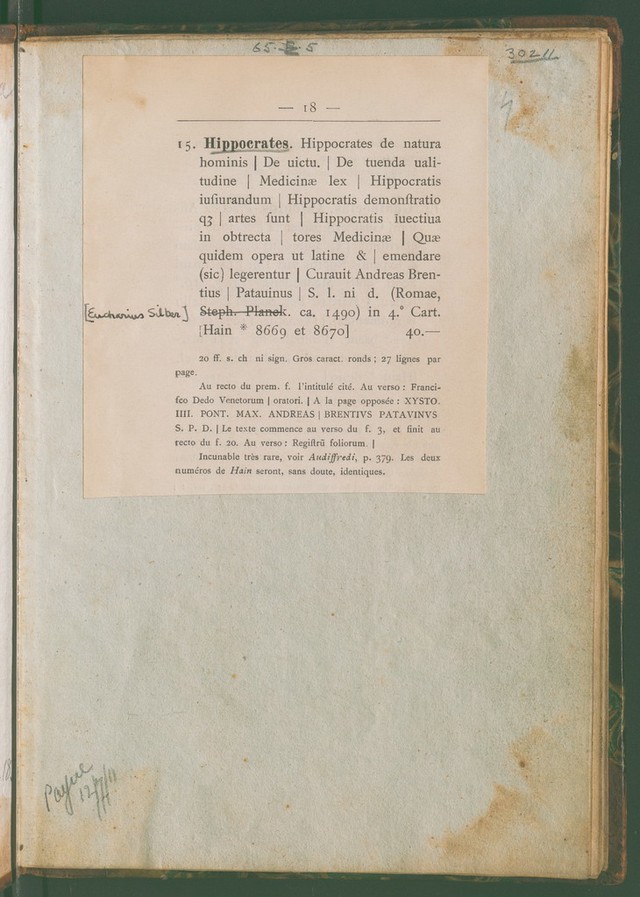 30211
— 18 —
15. Hippocrates. Hippocrates de natura
hominis | De uictu. | De tuenda uali-
tudine | Medicinæ lex | Hippocratis
iuſiurandum | Hippocratis demonſtratio
qꝫ | artes ſunt | Hippocratis ĩuectiua
in obtrecta | tores Medicinæ | Quæ
quidem opera ut latine & | emendare
(sic) legerentur | Curauit Andreas Bren-
tius | Patauinus | S. l. ni d. (Romae,
[Eucharius Silber] Steph. Planck. ca. 1490) in 4.° Cart.
[Hain * 8669 et 8670] 40.—
20 ff. s. ch ni sign. Gros caract. ronds ; 27 lignes par
page.
Au recto du prem. f. l'intitulé cité. Au verso : Franci-
ſco Dedo Venetorum | oratori. | A la page opposée : XYSTO.
IIII. PONT. MAX. ANDREAS | BRENTIVS PATAVINVS
S. P. D. | Le texte commence au verso du f. 3, et finit au
recto du f. 20. Au verso : Regiſtrũ foliorum. |
Incunable très rare, voir Audiffredi, p. 379. Les deux
numéros de Hain seront, sans doute, identiques.
Payne
12/7/11